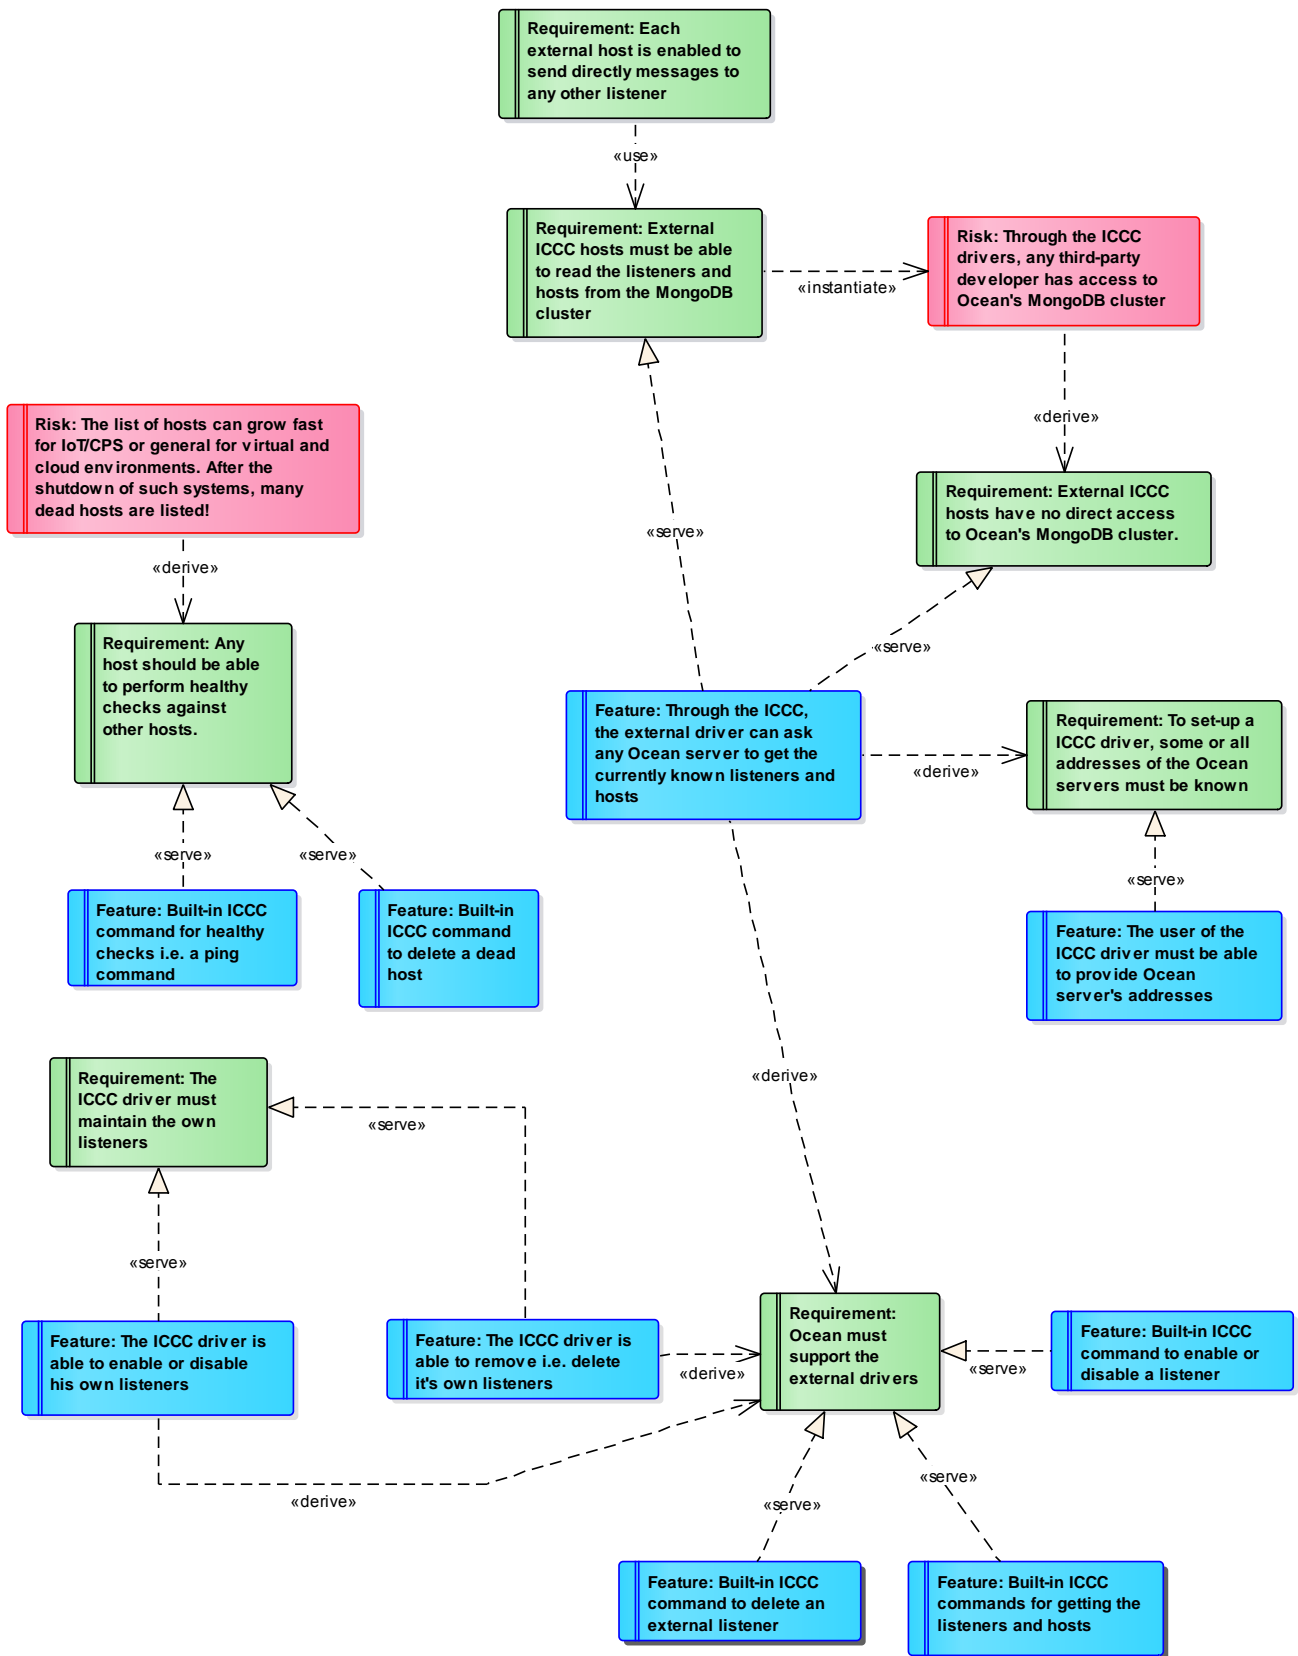 Requirement: Each
external host is enabled to
send directly messages to
any other listener
«use»
Requirement: External
ICCC hosts must be able
to read the listeners and
hosts from the MongoDB
cluster
«instantiate»
Risk: Through the ICCC
drivers, any third-party
developer has access to
Ocean's MongoDB cluster
«derive»
Risk: The list of hosts can grow fast
for IoT/CPS or general for virtual and
cloud environments. After the
shutdown of such systems, many
dead hosts are listed!
«derive»
Requirement: External ICCC
hosts have no direct access
to Ocean's MongoDB cluster.
«serve»
«serve»
Requirement: Any
host should be able
to perform healthy
checks against
other hosts.
Feature: Through the ICCC,
the external driver can ask
any Ocean server to get the
currently known listeners and
hosts
«derive»
Requirement: To set-up a
ICCC driver, some or all
addresses of the Ocean
servers must be known
«serve»
«serve»
«serve»
Feature: Built-in ICCC
command for healthy
checks i.e. a ping
command
Feature: Built-in
ICCC command
to delete a dead
host
Feature: The user of the
ICCC driver must be able
to provide Ocean
server's addresses
«derive»
Requirement: The
ICCC driver must
maintain the own
listeners
«serve»
«serve»
Feature: The ICCC driver is
able to enable or disable
his own listeners
Feature: The ICCC driver is
able to remove i.e. delete
it's own listeners
«derive»
Requirement:
Ocean must
support the
external drivers
«serve»
Feature: Built-in ICCC
command to enable or
disable a listener
«derive»
«serve»
«serve»
Feature: Built-in ICCC
command to delete an
external listener
Feature: Built-in ICCC
commands for getting the
listeners and hosts